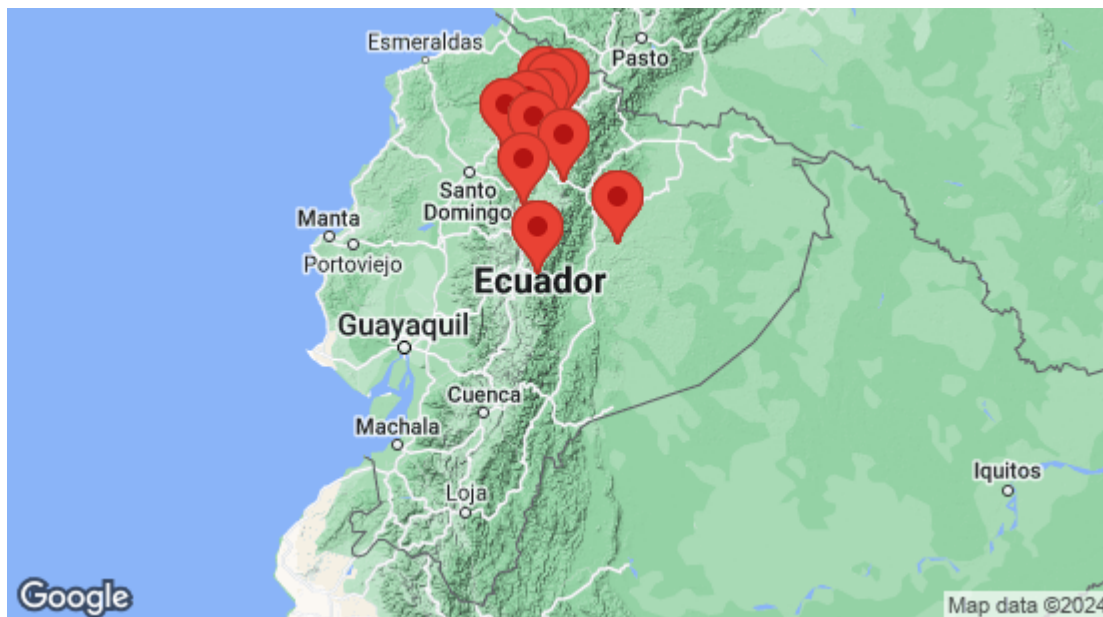 Esmeraldas
Pasto
Santo
Domingo
Manta
Portoviejo
Ecuador
Guayaquil
Cuenca
Machala
Iquitos
Loja
Google
Map data ©2024